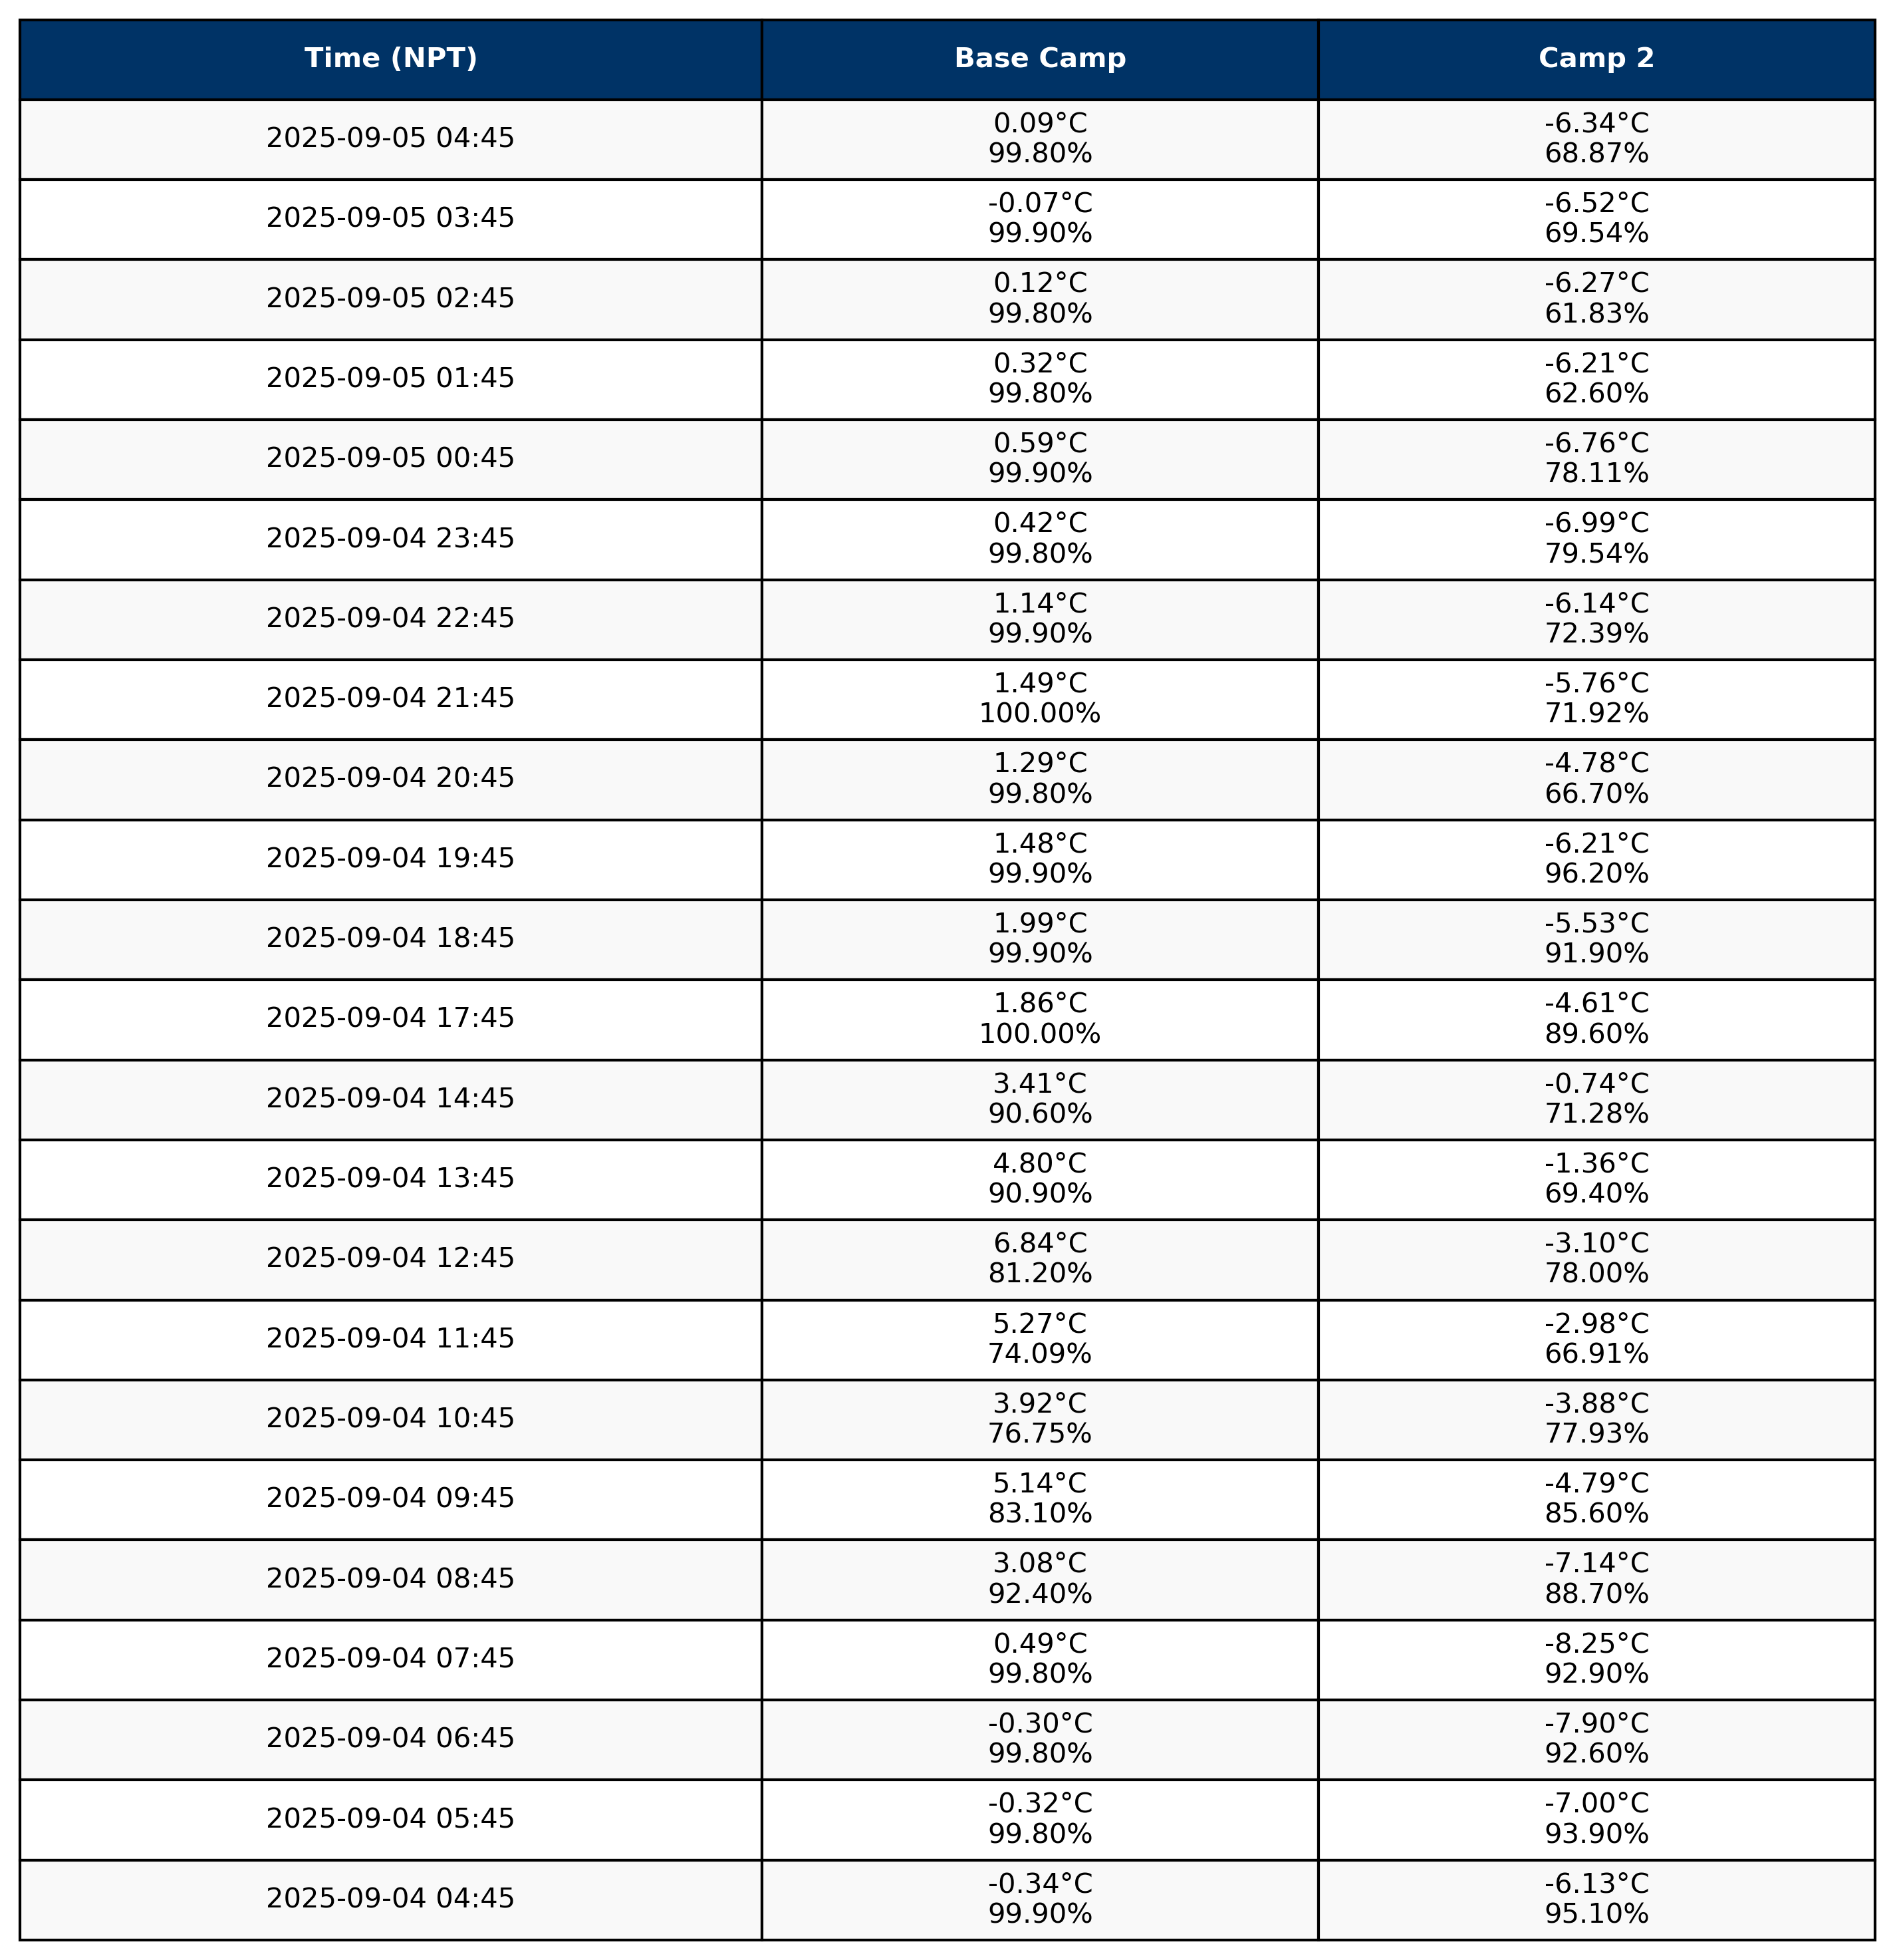 Time (NPT) Base Camp Camp 2
2025-09-05 04:45 0.09°C -6.34°C
99.80% 68.87%
2025-09-05 03:45 -0.07°C -6.52°C
99.90% 69.54%
2025-09-05 02:45 0.12°C -6.27°C
99.80% 61.83%
2025-09-05 01:45 0.32°C -6.21°C
99.80% 62.60%
2025-09-05 00:45 0.59°C -6.76°C
99.90% 78.11%
2025-09-04 23:45 0.42°C -6.99°C
99.80% 79.54%
2025-09-04 22:45 1.14°C -6.14°C
99.90% 72.39%
2025-09-04 21:45 1.49°C -5.76°C
100.00% 71.92%
2025-09-04 20:45 1.29°C -4.78°C
99.80% 66.70%
2025-09-04 19:45 1.48°C -6.21°C
99.90% 96.20%
2025-09-04 18:45 1.99°C -5.53°C
99.90% 91.90%
2025-09-04 17:45 1.86°C -4.61°C
100.00% 89.60%
2025-09-04 14:45 3.41°C -0.74°C
90.60% 71.28%
2025-09-04 13:45 4.80°C -1.36°C
90.90% 69.40%
2025-09-04 12:45 6.84°C -3.10°C
81.20% 78.00%
2025-09-04 11:45 5.27°C -2.98°C
74.09% 66.91%
2025-09-04 10:45 3.92°C -3.88°C
76.75% 77.93%
2025-09-04 09:45 5.14°C -4.79°C
83.10% 85.60%
2025-09-04 08:45 3.08°C -7.14°C
92.40% 88.70%
2025-09-04 07:45 0.49°C -8.25°C
99.80% 92.90%
2025-09-04 06:45 -0.30°C -7.90°C
99.80% 92.60%
2025-09-04 05:45 -0.32°C -7.00°C
99.80% 93.90%
2025-09-04 04:45 -0.34°C -6.13°C
99.90% 95.10%